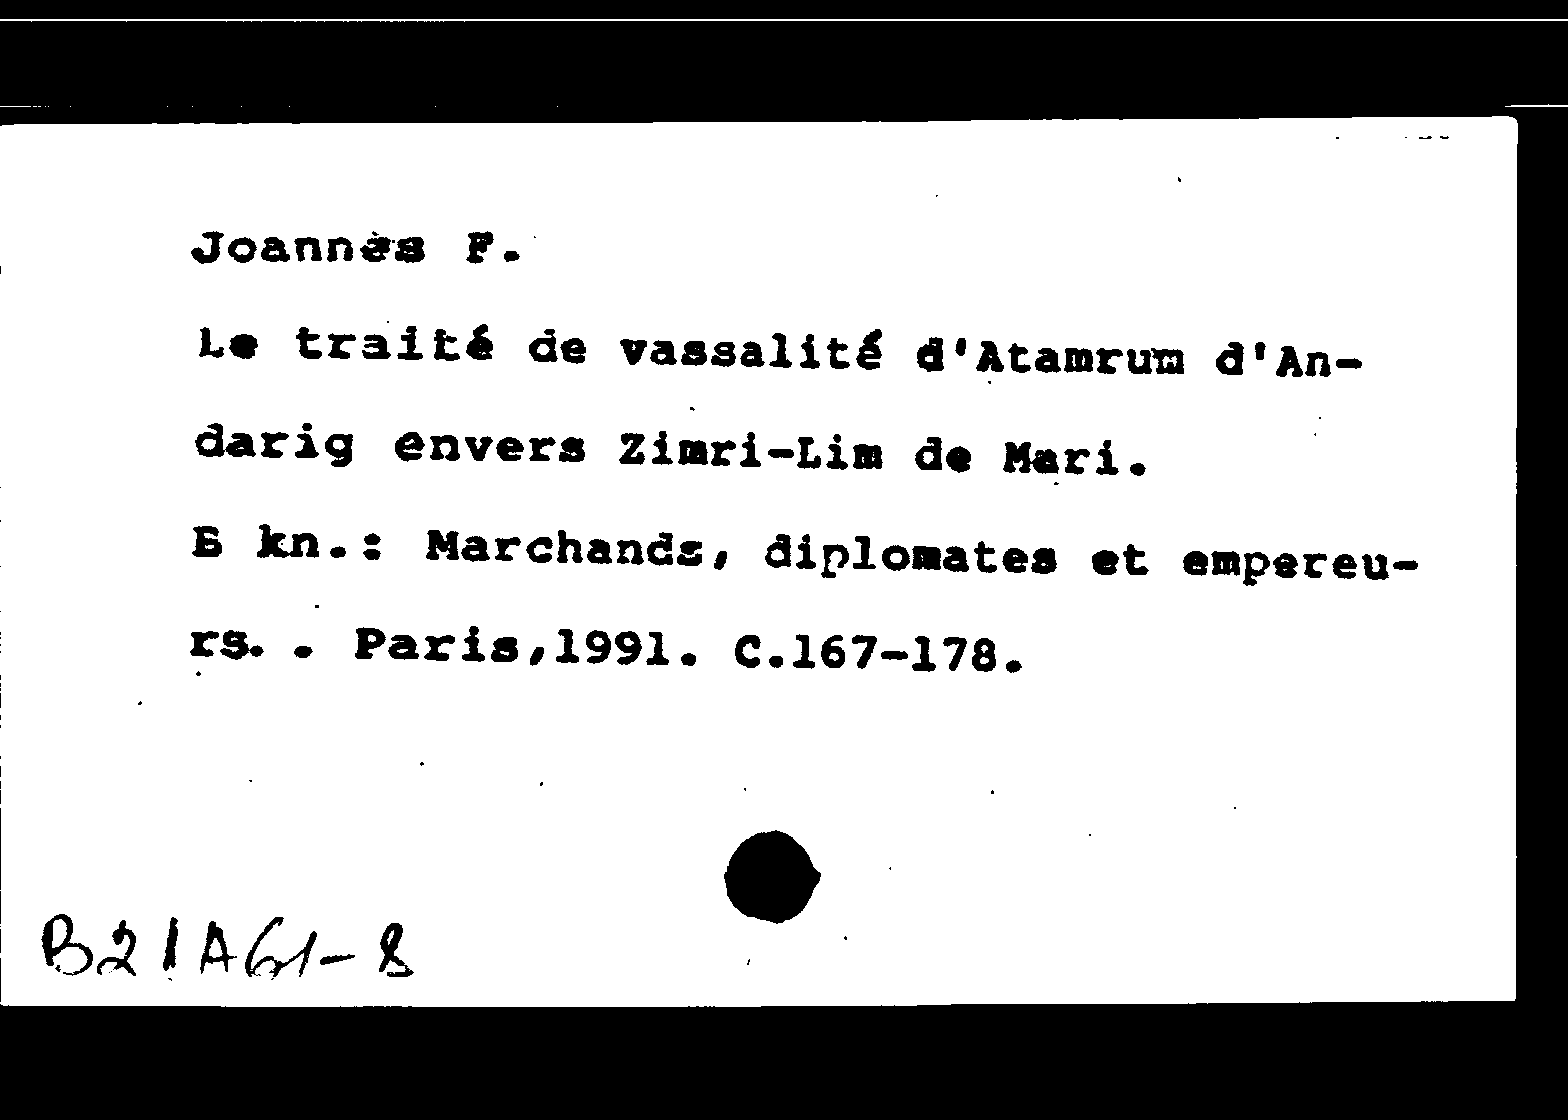 Joannès F.
Le traité de vassalité d'Atamrum d'An-
darig envers Zimri-Lim de Mari.
B kn.: Marchands, diplomates et empereu-
rs. . Paris,1991. C.167-178.
B21A61-8